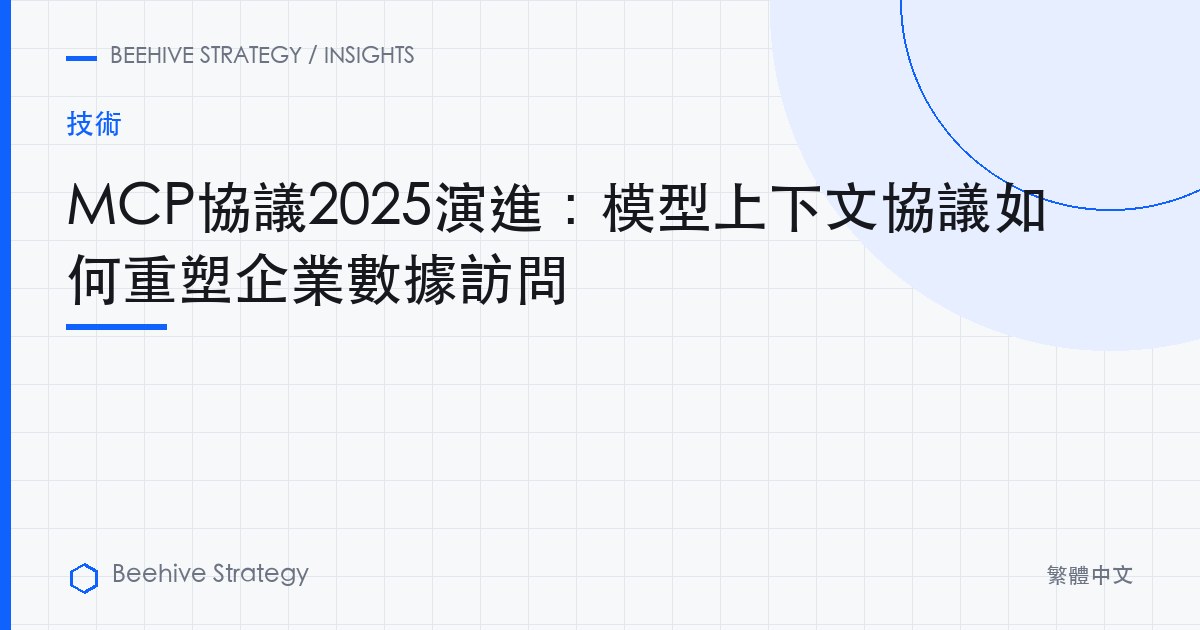 BEEHIVE STRATEGY / INSIGHTS
技術
MCP協議2025演進：模型上下文協議如
何重塑企業數據訪問
Beehive Strategy
繁體中文